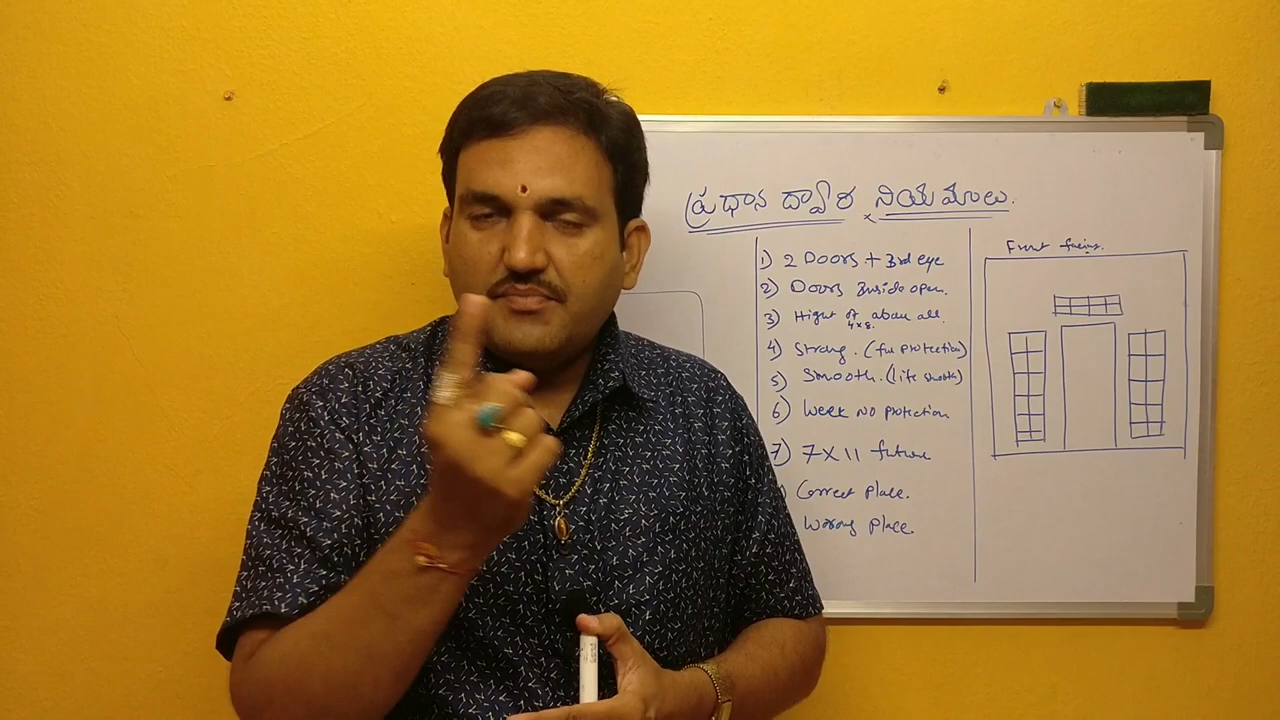 ప్రధాన ద్వార నియమాలు.
1) 2 Doors + 3rd eye
2) Doors Inside open.
3) Hight of above all.
4x8.
4) Strong. (for protection)
5) Smooth. (life smooth)
6) Week No protection
7) 7X11 future
) Correct place.
Worong place.
Front facing.